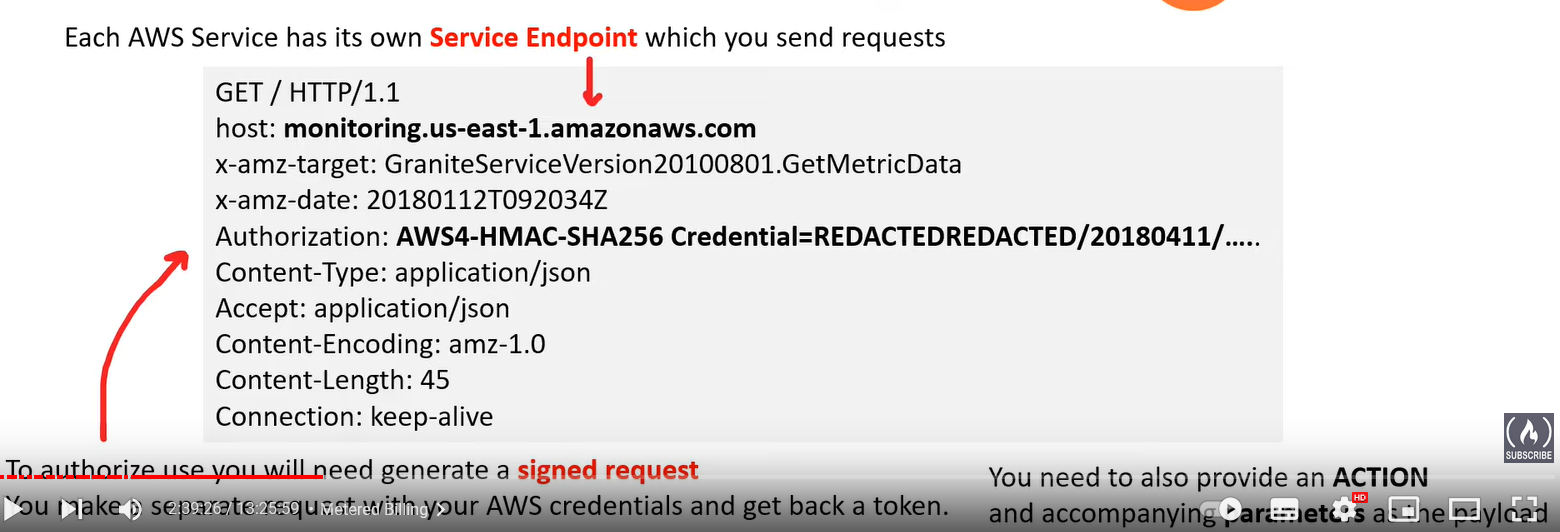 Each AWS Service has its own Service Endpoint which you send requests
GET / HTTP/1.1
host: monitoring.us-east-1.amazonaws.com
x-amz-target: GraniteServiceVersion20100801.GetMetricData
x-amz-date: 20180112T092034Z
Authorization: AWS4-HMAC-SHA256 Credential=REDACTEDREDACTED/20180411/.....
Content-Type: application/json
Accept: application/json
Content-Encoding: amz-1.0
Content-Length: 45
Connection: keep-alive
SUBSCRIBE
To authorize use you will need generate a signed request
You make a separate request with your AWS credentials and get back a token.
You need to also provide an ACTION
and accompanying parameters as the payload
2:39:26 / 13:25:59 • Metered Billing >
HD